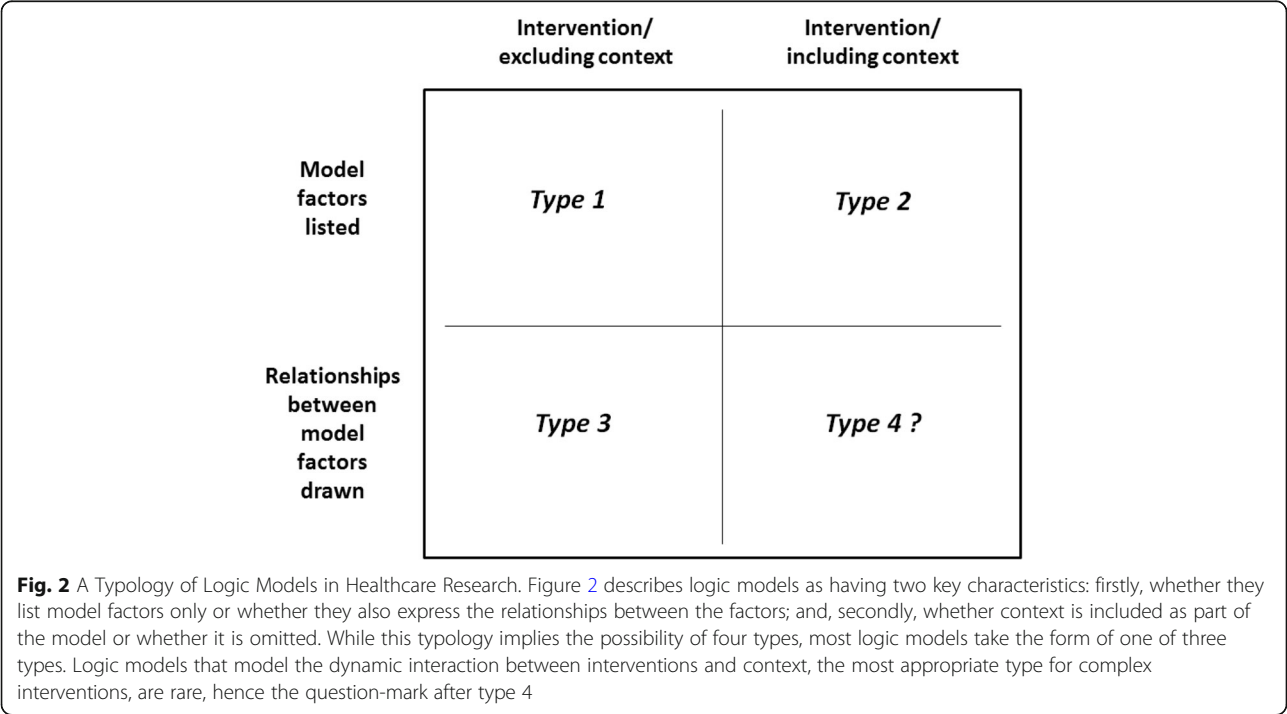 Intervention/
excluding context
Intervention/
including context
Model
factors
listed
Type 1
Type 2
Relationships
between
model
factors
drawn
Type 3
Type 4 ?
Fig. 2 A Typology of Logic Models in Healthcare Research. Figure 2 describes logic models as having two key characteristics: firstly, whether they
list model factors only or whether they also express the relationships between the factors; and, secondly, whether context is included as part of
the model or whether it is omitted. While this typology implies the possibility of four types, most logic models take the form of one of three
types. Logic models that model the dynamic interaction between interventions and context, the most appropriate type for complex
interventions, are rare, hence the question-mark after type 4